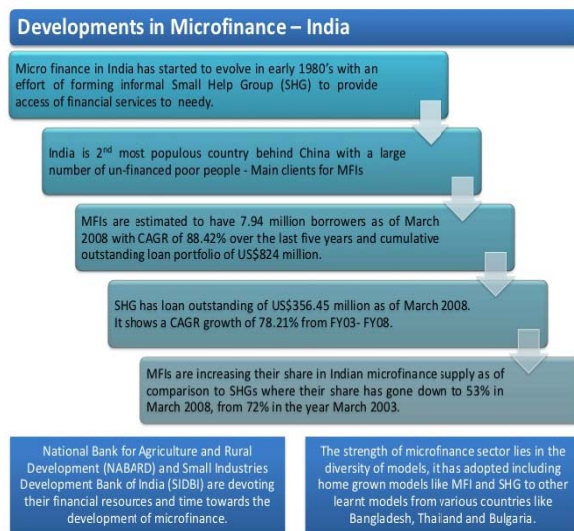 Developments in Microfinance – India
Micro finance in India has started to evolve in early 1980's with an
effort of forming informal Small Help Group (SHG) to provide
access of financial services to needy.
India is 2nd most populous country behind China with a large
number of un-financed poor people - Main clients for MFIs
MFIs are estimated to have 7.94 million borrowers as of March
2008 with CAGR of 88.42% over the last five years and cumulative
outstanding loan portfolio of US$824 million.
SHG has loan outstanding of US$356.45 million as of March 2008.
It shows a CAGR growth of 78.21% from FY03- FY08.
MFIs are increasing their share in Indian microfinance supply as of
comparison to SHGs where their share has gone down to 53% in
March 2008, from 72% in the year March 2003.
National Bank for Agriculture and Rural
Development (NABARD) and Small Industries
Development Bank of India (SIDBI) are devoting
their financial resources and time towards the
development of microfinance.
The strength of microfinance sector lies in the
diversity of models, it has adopted including
home grown models like MFI and SHG to other
learnt models from various countries like
Bangladesh, Thailand and Bulgaria.